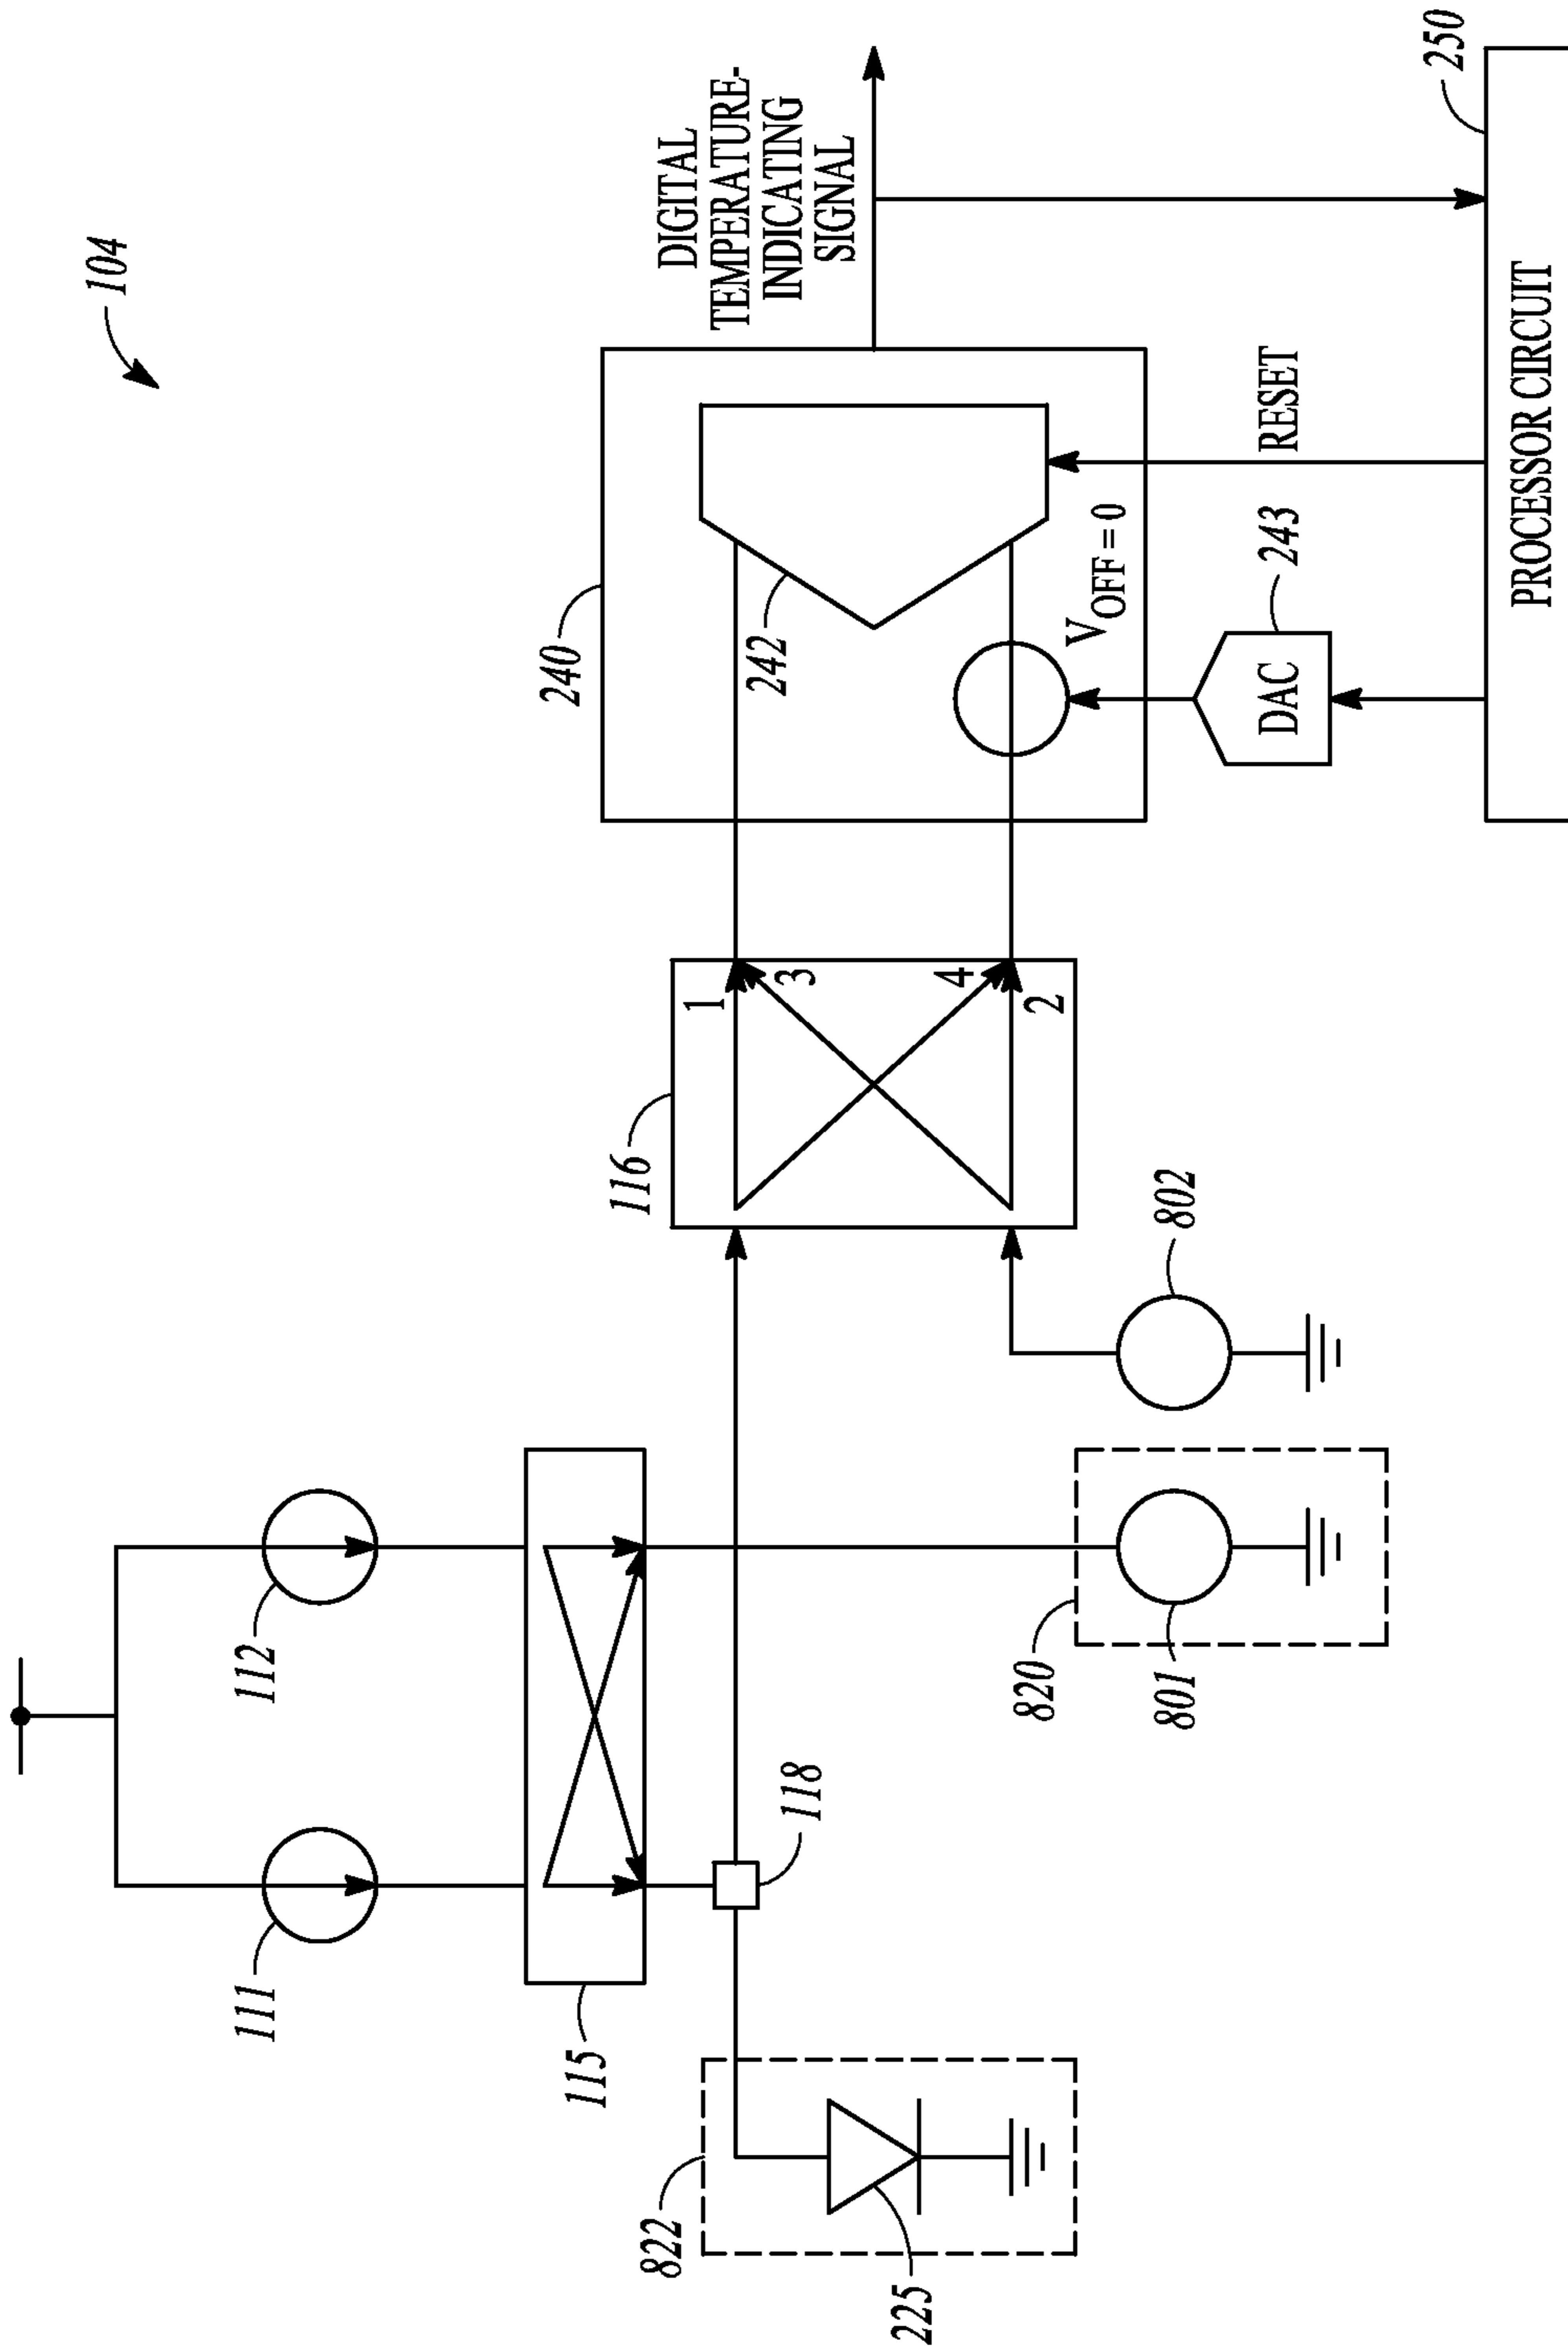 104
111
112
115
118
822
225
820
801
802
116
1
3
4
2
240
242
V_OFF = 0
DIGITAL
TEMPERATURE-
INDICATING
SIGNAL
RESET
243
DAC
250
PROCESSOR CIRCUIT